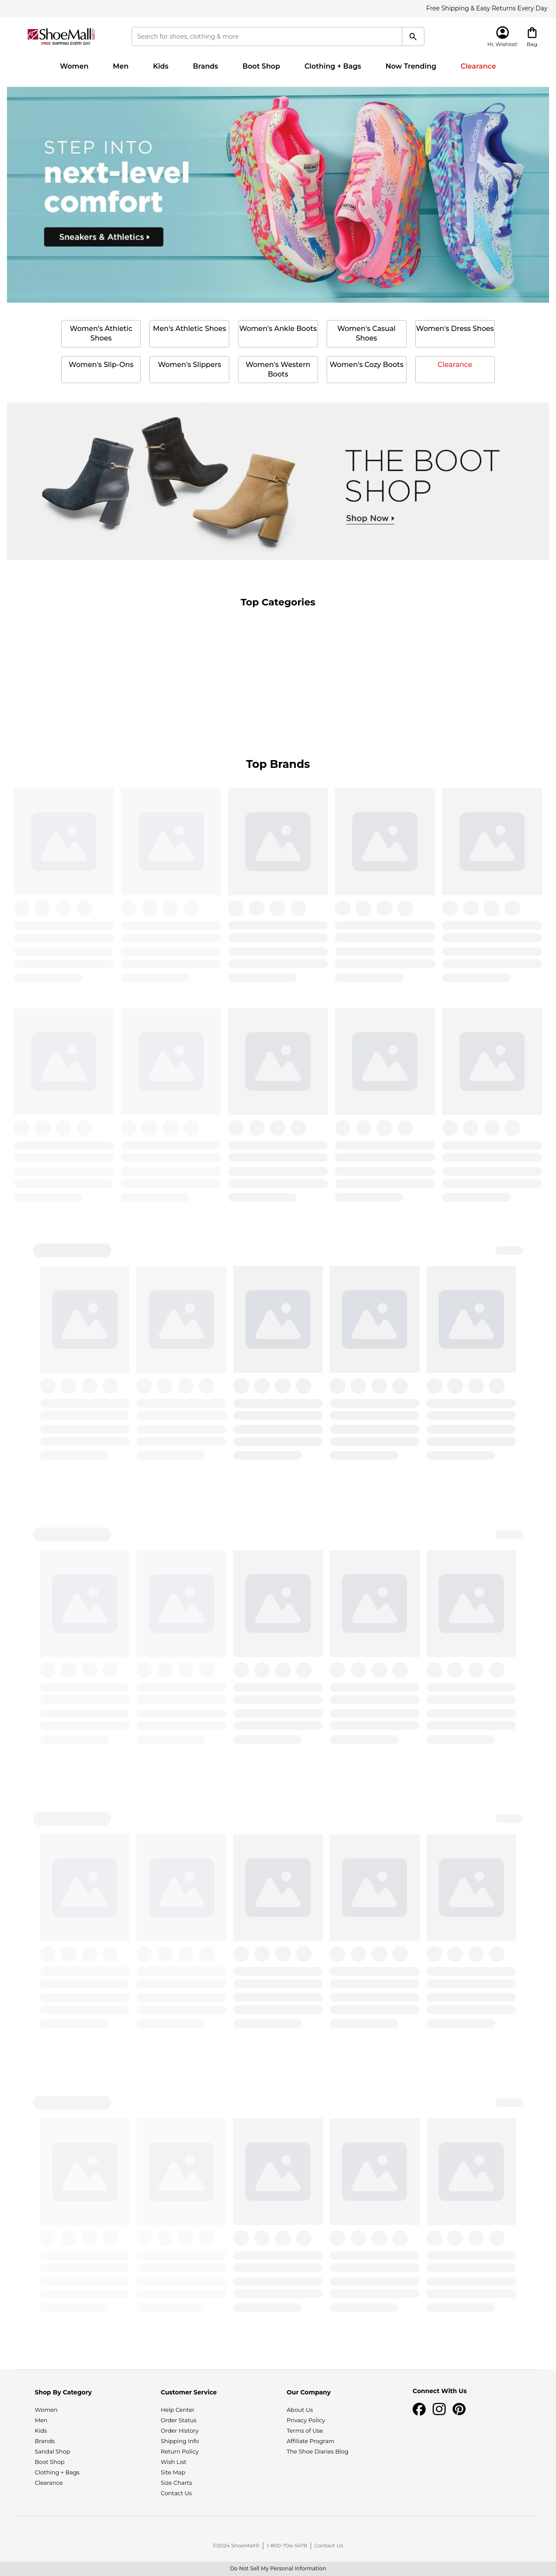 Free Shipping & Easy Returns Every Day
ShoeMall
FREE SHIPPING EVERY DAY
Search for shoes, clothing & more
Hi, Wishlist!
Bag
Women
Men
Kids
Brands
Boot Shop
Clothing + Bags
Now Trending
Clearance
STEP INTO
next-level
comfort
Sneakers & Athletics
SKECHERS
Women's Athletic
Shoes
Men's Athletic Shoes
Women's Ankle Boots
Women's Casual
Shoes
Women's Dress Shoes
Women's Slip-Ons
Women's Slippers
Women's Western
Boots
Women's Cozy Boots
Clearance
THE BOOT
SHOP
Shop Now
Top Categories
Top Brands
Shop By Category
Women
Men
Kids
Brands
Sandal Shop
Boot Shop
Clothing + Bags
Clearance
Customer Service
Help Center
Order Status
Order History
Shipping Info
Return Policy
Wish List
Site Map
Size Charts
Contact Us
Our Company
About Us
Privacy Policy
Terms of Use
Affiliate Program
The Shoe Diaries Blog
Connect With Us
©2024 ShoeMall® | 1-800-704-5478 | Contact Us
Do Not Sell My Personal Information